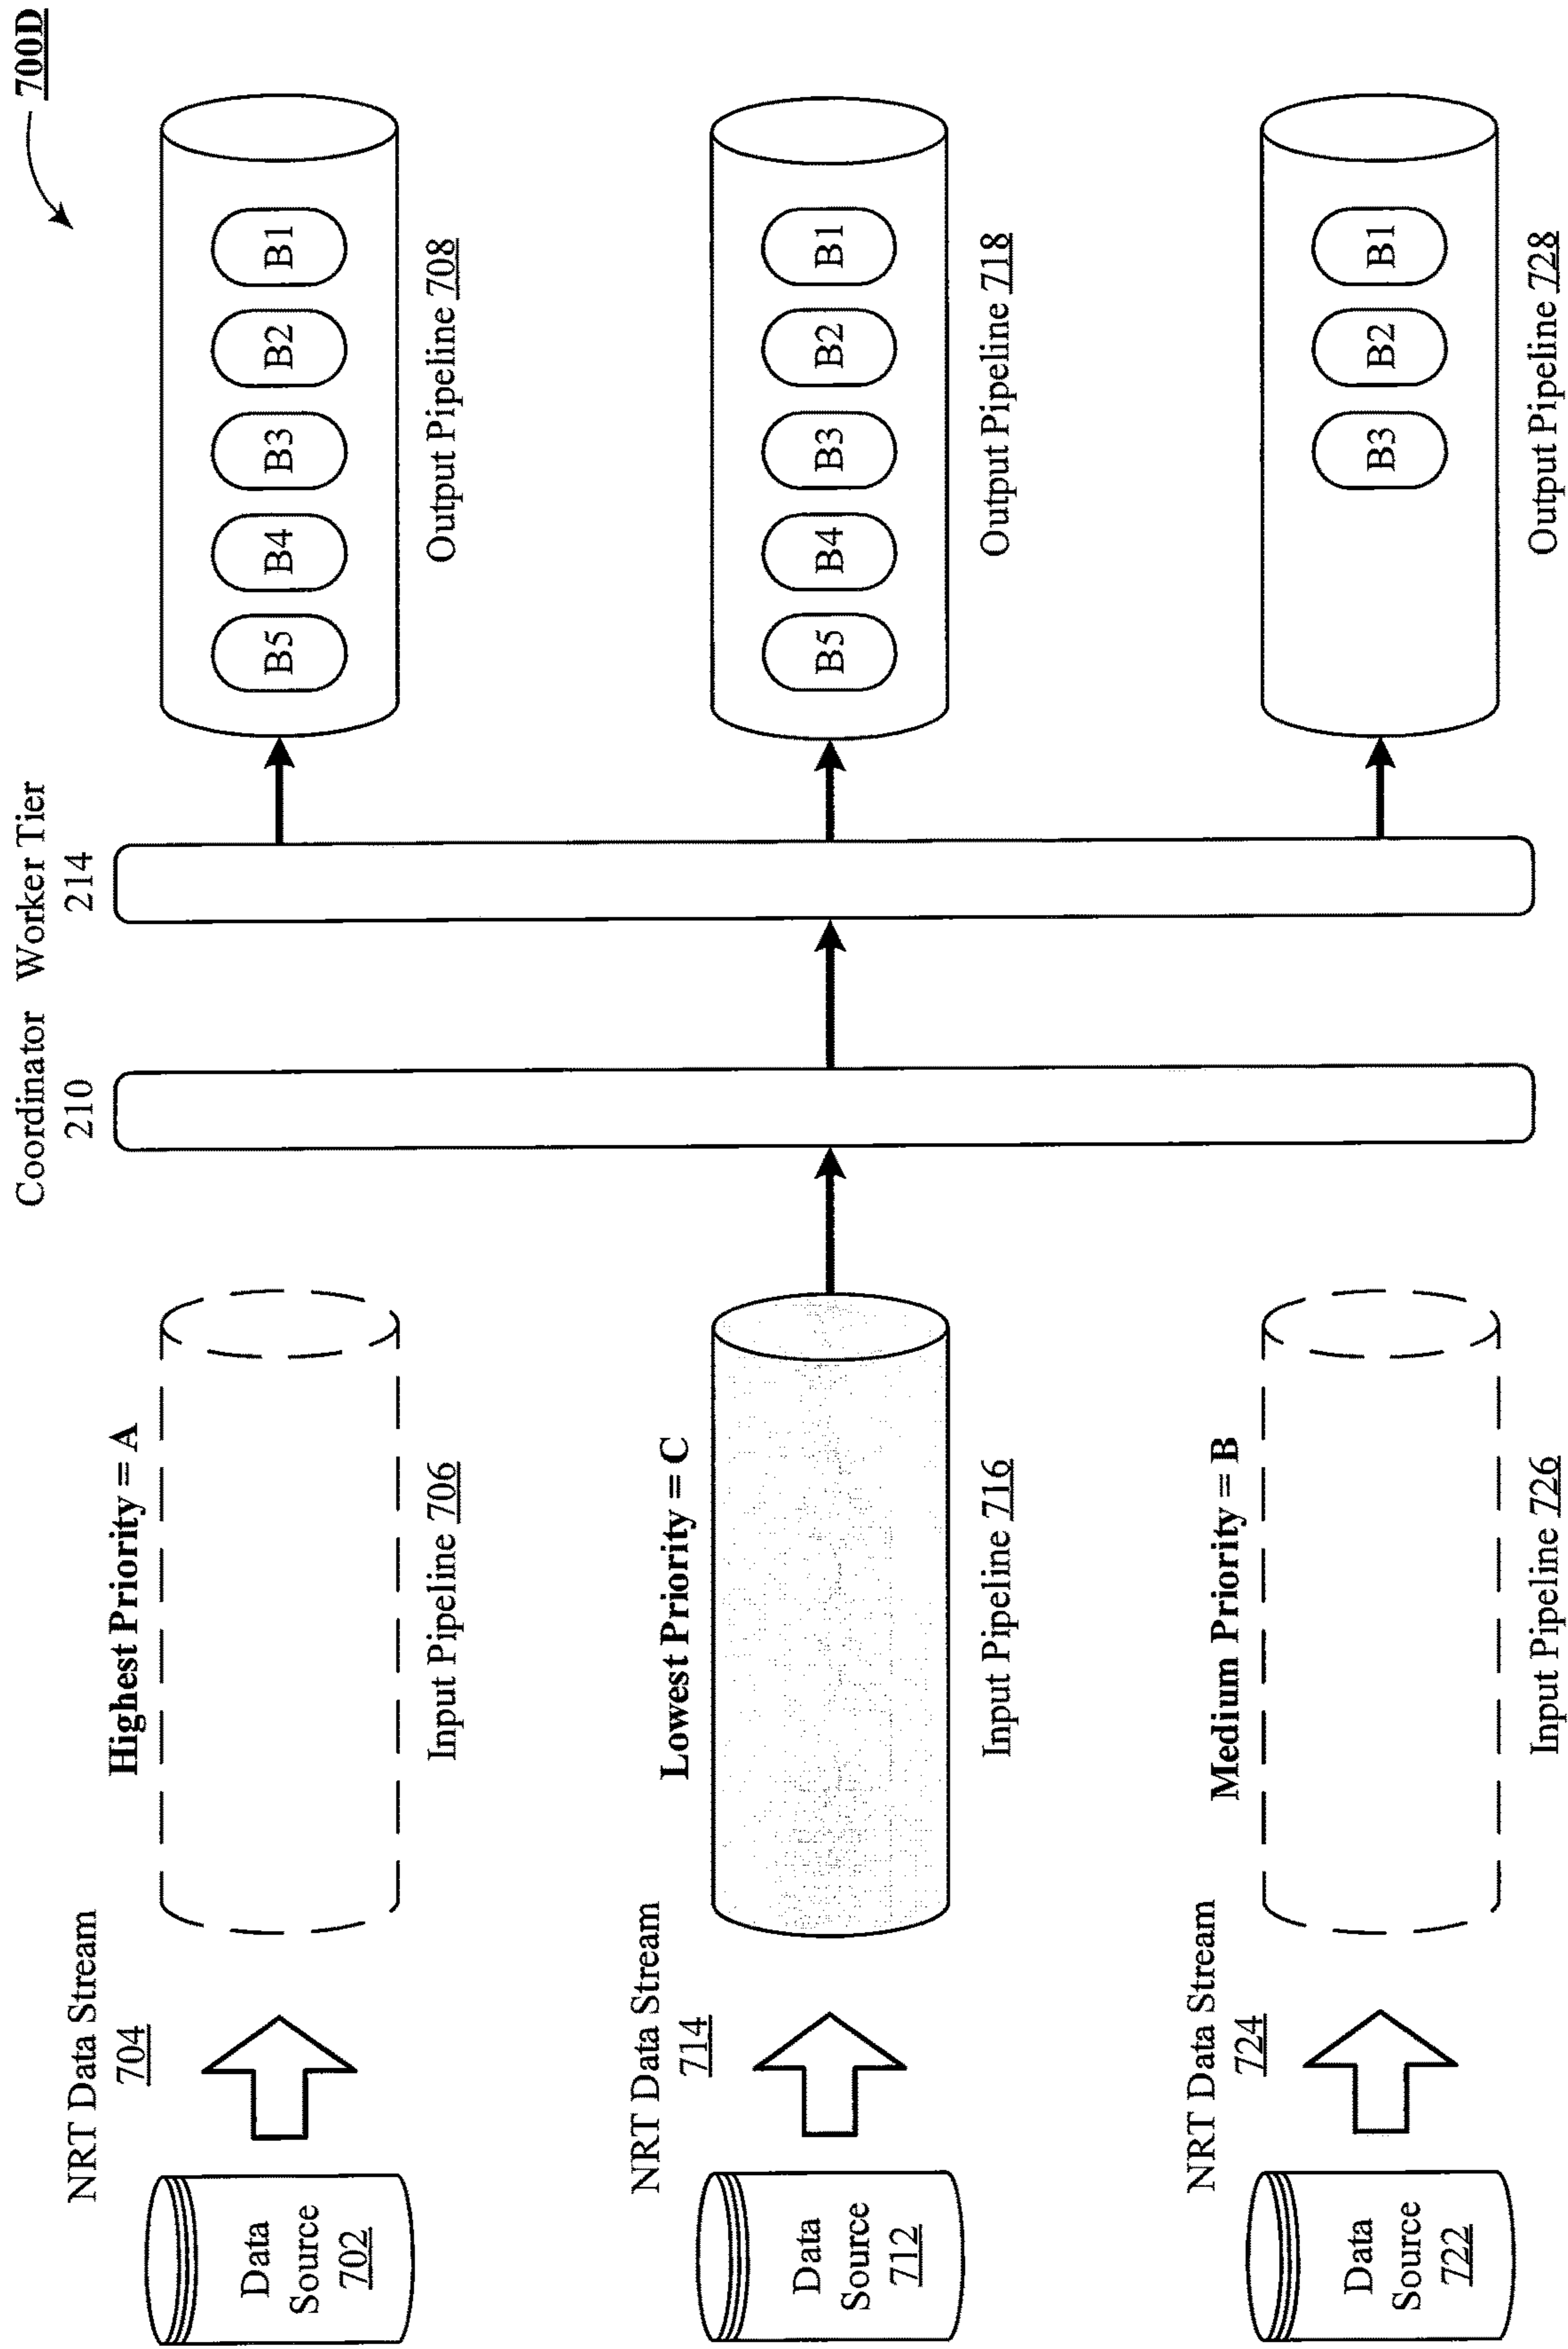 700D
Coordinator
210
Worker Tier
214
NRT Data Stream
704
Highest Priority = A
Data
Source
702
Input Pipeline 706
B5
B4
B3
B2
B1
Output Pipeline 708
NRT Data Stream
714
Lowest Priority = C
Data
Source
712
Input Pipeline 716
B5
B4
B3
B2
B1
Output Pipeline 718
NRT Data Stream
724
Medium Priority = B
Data
Source
722
Input Pipeline 726
B3
B2
B1
Output Pipeline 728